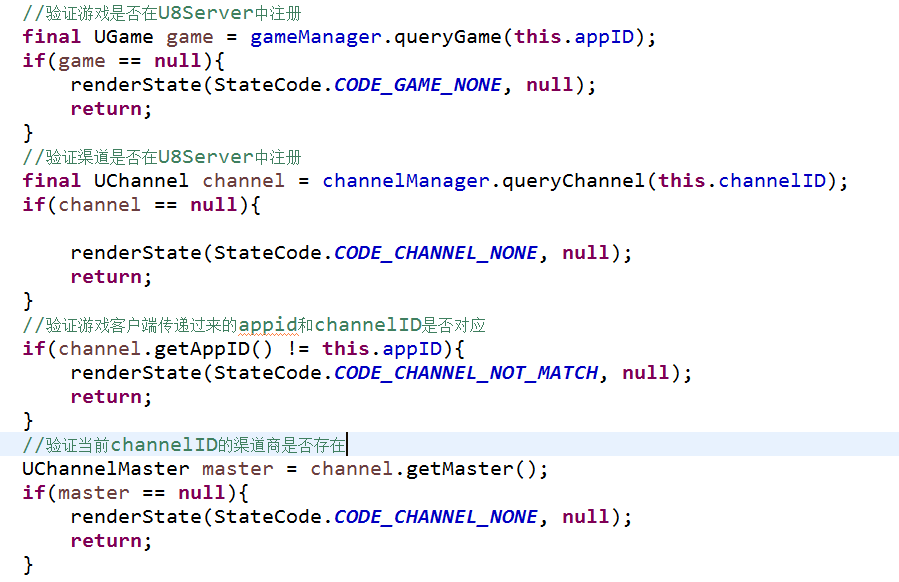 //验证游戏是否在U8Server中注册
final UGame game = gameManager.queryGame(this.appID);
if(game == null){
    renderState(StateCode.CODE_GAME_NONE, null);
    return;
}
//验证渠道是否在U8Server中注册
final UChannel channel = channelManager.queryChannel(this.channelID);
if(channel == null){

    renderState(StateCode.CODE_CHANNEL_NONE, null);
    return;
}
//验证游戏客户端传递过来的appid和channelID是否对应
if(channel.getAppID() != this.appID){
    renderState(StateCode.CODE_CHANNEL_NOT_MATCH, null);
    return;
}
//验证当前channelID的渠道商是否存在
UChannelMaster master = channel.getMaster();
if(master == null){
    renderState(StateCode.CODE_CHANNEL_NONE, null);
    return;
}